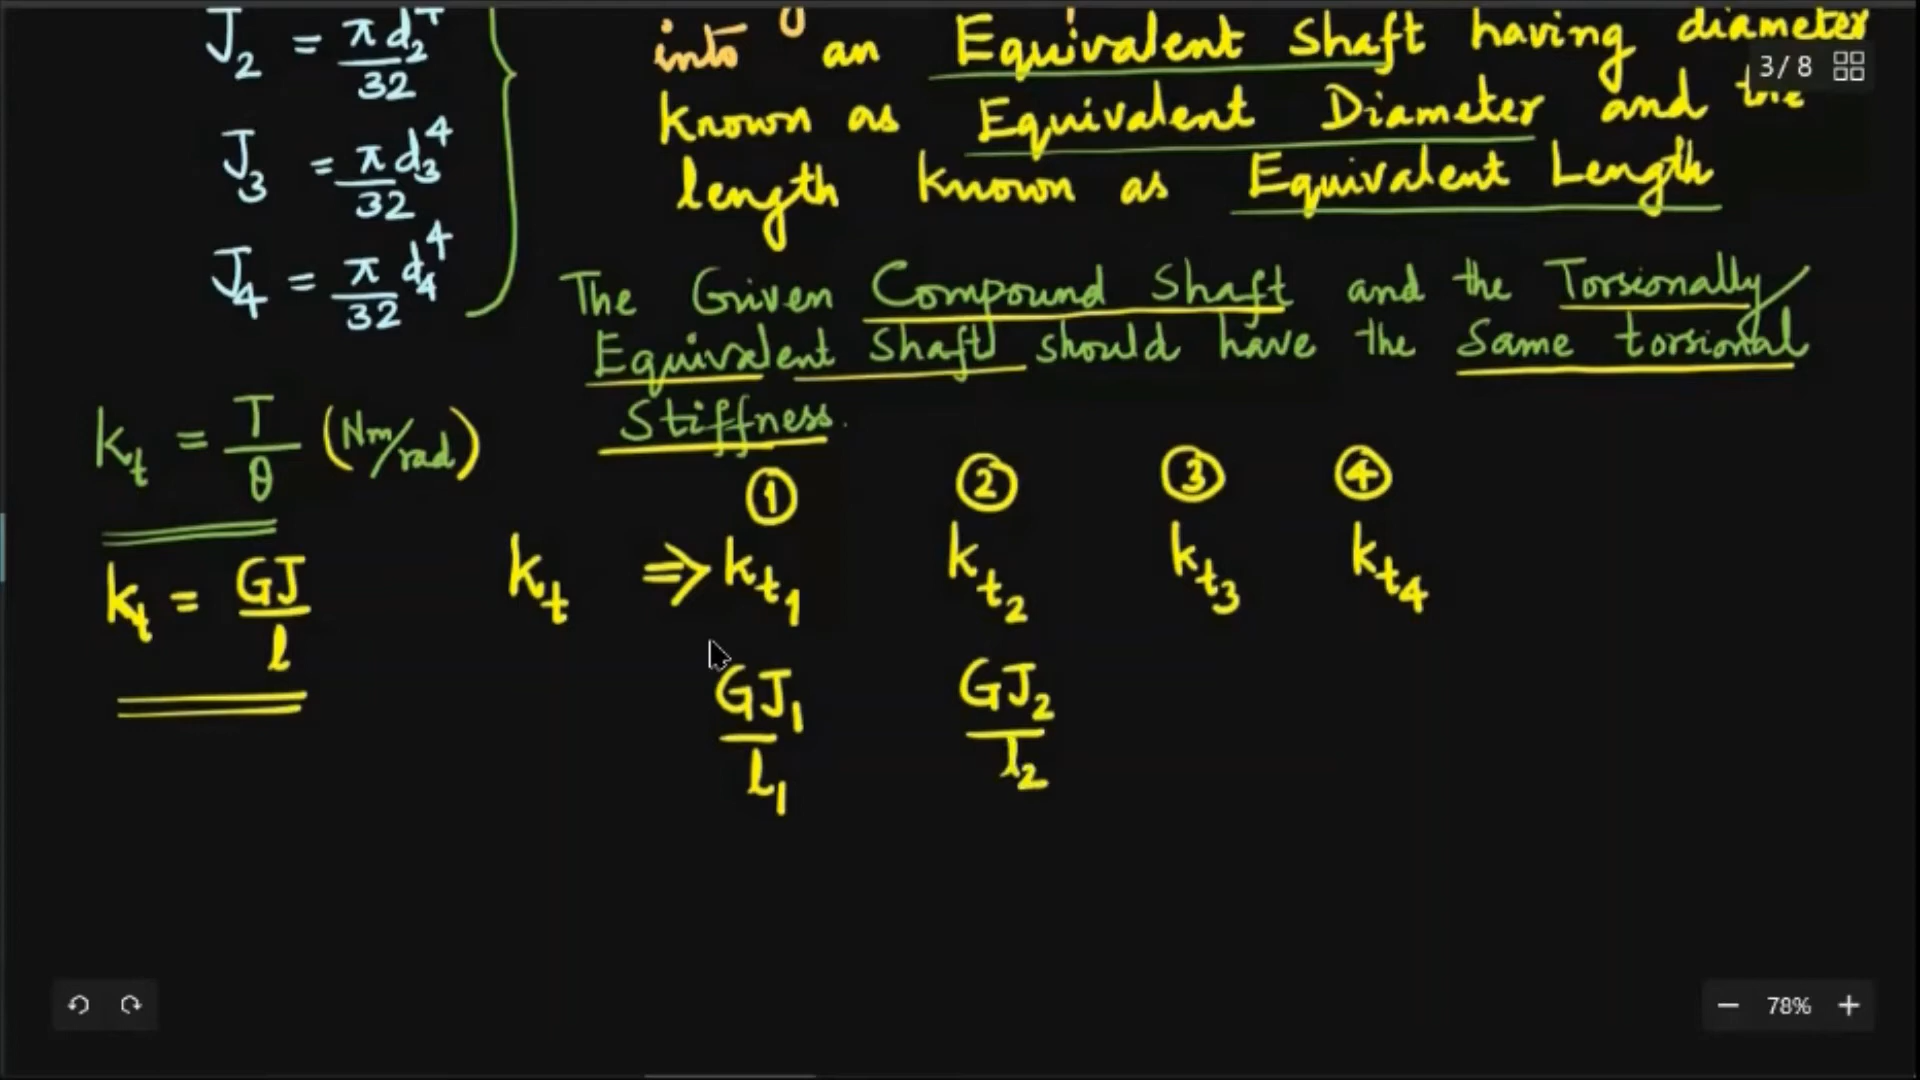 J₂ = πd₂⁴/32
J₃ = πd₃⁴/32
J₄ = πd₄⁴/32
kₜ = T/θ (Nm/rad)
kₜ = GJ/l
into an Equivalent Shaft having diameter
known as Equivalent Diameter and the
length known as Equivalent Length
The Given Compound Shaft and the Torsionally
Equivalent Shaft should have the Same torsional
Stiffness.
① ② ③ ④
kₜ ⇒ kₜ₁ kₜ₂ kₜ₃ kₜ₄
GJ₁/l₁ GJ₂/l₂
3/8
78%